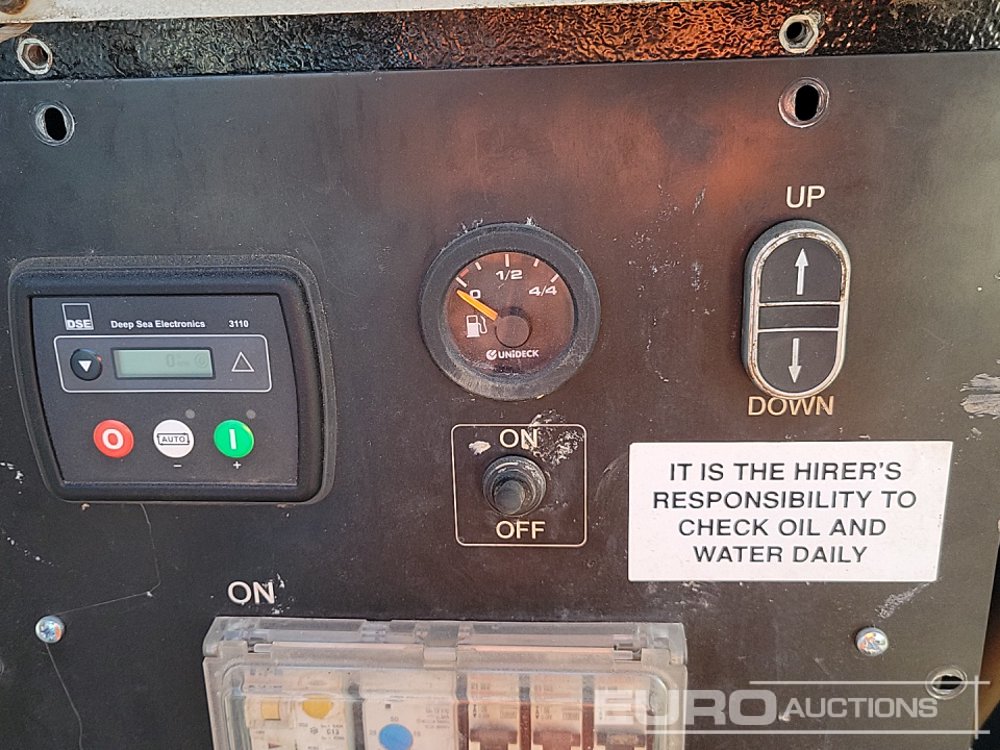 UP
DSE Deep Sea Electronics 3110
1/2
0 4/4
UNIDECK
DOWN
O AUTO I
- +
ON
OFF
IT IS THE HIRER'S
RESPONSIBILITY TO
CHECK OIL AND
WATER DAILY
ON
EURO AUCTIONS